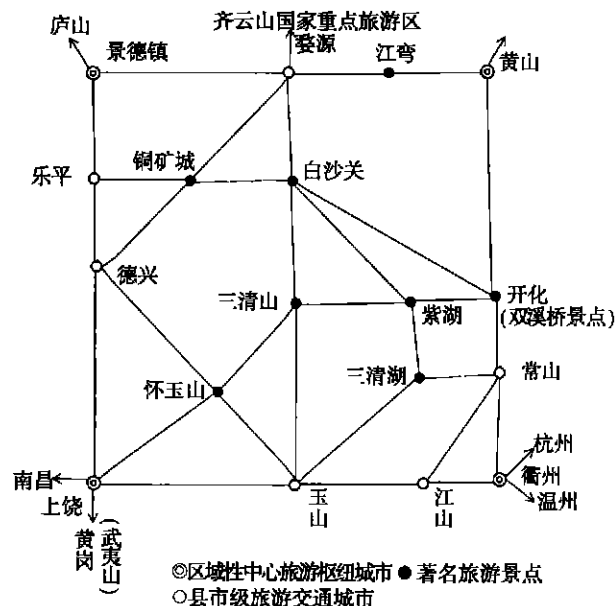 齐云山国家重点旅游区
庐山
婺源
景德镇
江弯
黄山
乐平
铜矿城
白沙关
德兴
三清山
紫湖
开化
(双溪桥景点)
三清湖
常山
怀玉山
杭州
南昌
上饶
玉山
江山
衢州
温州
黄岗
(武夷山)
◎区域性中心旅游枢纽城市 ●著名旅游景点
○县市级旅游交通城市